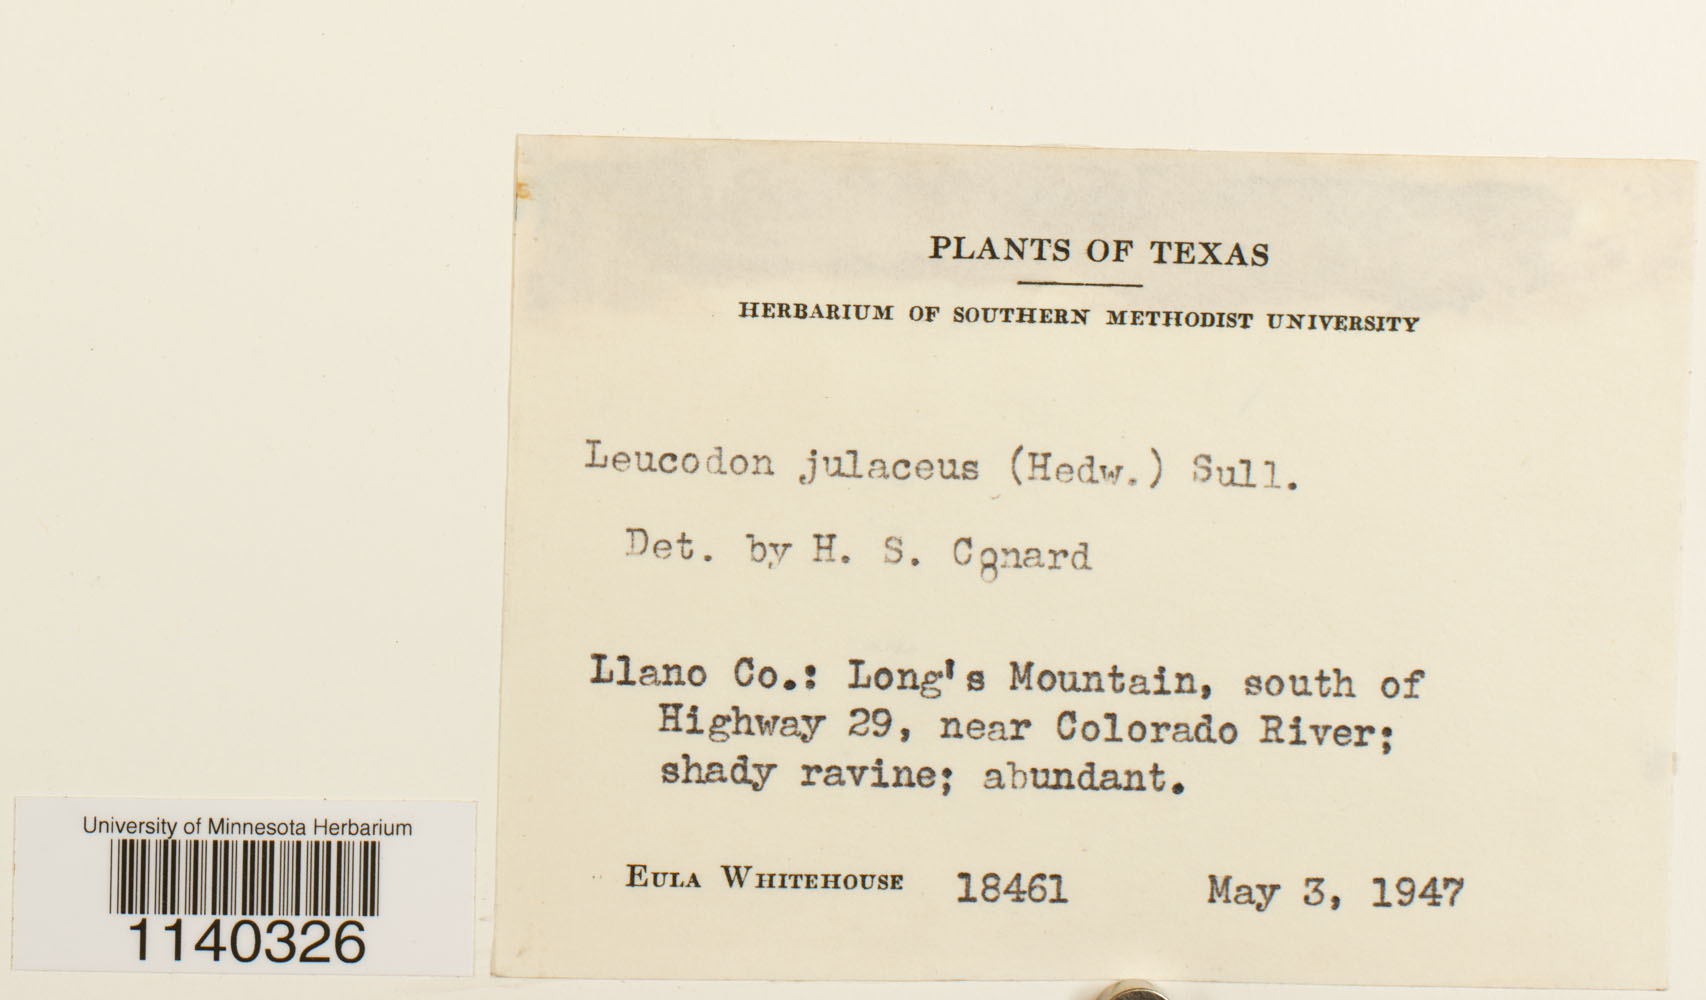 PLANTS OF TEXAS
HERBARIUM OF SOUTHERN METHODIST UNIVERSITY
Leucodon julaceus (Hedw.) Sull.
Det. by H. S. Conard
Llano Co.: Long's Mountain, south of
Highway 29, near Colorado River;
shady ravine; abundant.
EULA WHITEHOUSE 18461 May 3, 1947
University of Minnesota Herbarium
1140326